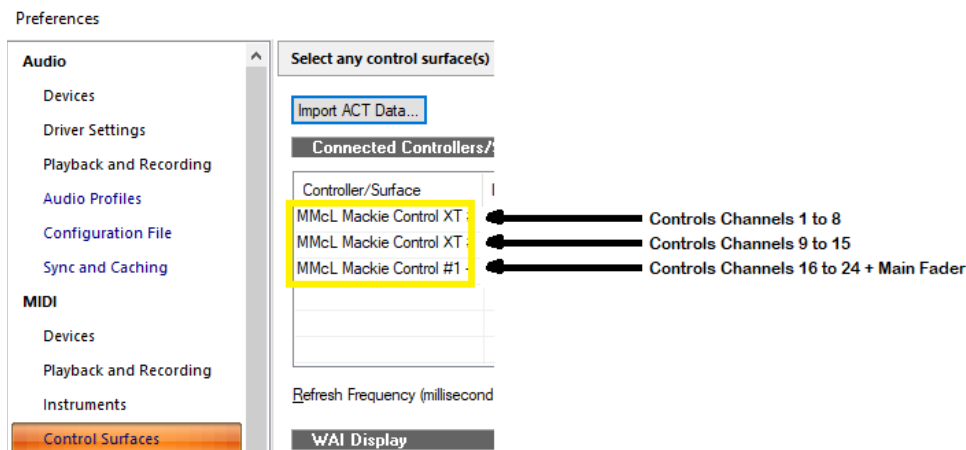 Preferences
Audio
Devices
Driver Settings
Playback and Recording
Audio Profiles
Configuration File
Sync and Caching
MIDI
Devices
Playback and Recording
Instruments
Control Surfaces
Select any control surface(s)
Import ACT Data...
Connected Controllers/
Controller/Surface
MMcL Mackie Control XT
MMcL Mackie Control XT
MMcL Mackie Control #1 -
Refresh Frequency (millisecond
WAI Display
Controls Channels 1 to 8
Controls Channels 9 to 15
Controls Channels 16 to 24 + Main Fader